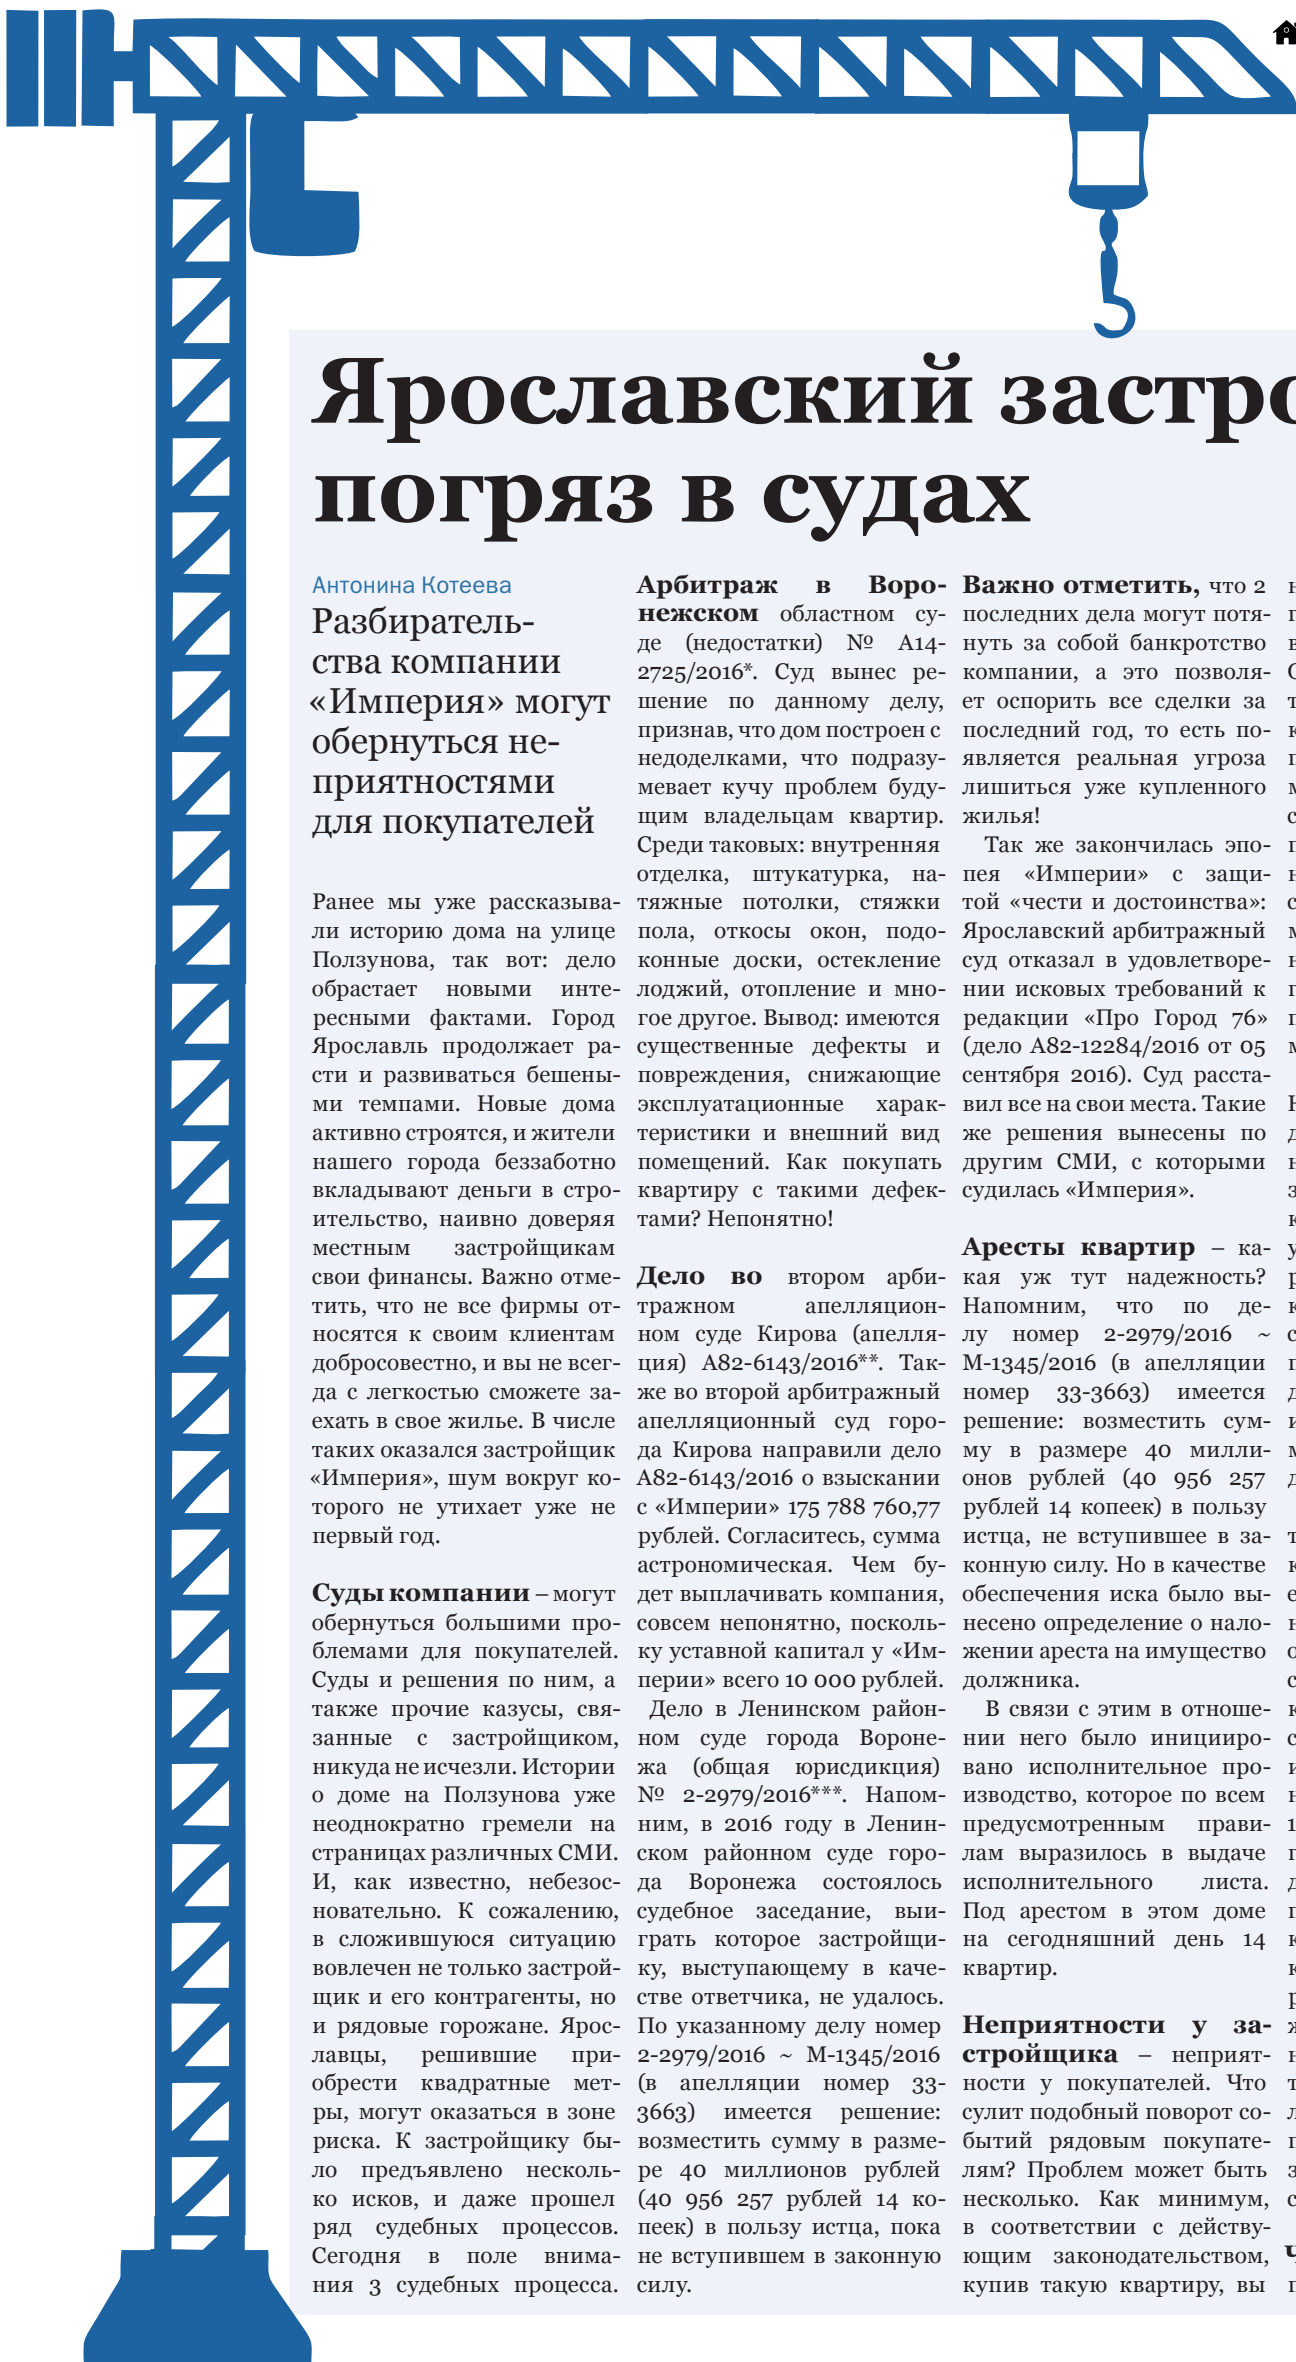 Ярославский застро
погряз в судах
Антонина Котеева
Разбиратель-
ства компании
«Империя» могут
обернуться не-
приятностями
для покупателей
Ранее мы уже рассказыва-
ли историю дома на улице
Ползунова, так вот: дело
обрастает новыми инте-
ресными фактами. Город
Ярославль продолжает ра-
сти и развиваться бешены-
ми темпами. Новые дома
активно строятся, и жители
нашего города беззаботно
вкладывают деньги в стро-
ительство, наивно доверяя
местным застройщикам
свои финансы. Важно отме-
тить, что не все фирмы от-
носятся к своим клиентам
добросовестно, и вы не всег-
да с легкостью сможете за-
ехать в свое жилье. В числе
таких оказался застройщик
«Империя», шум вокруг ко-
торого не утихает уже не
первый год.
Суды компании – могут
обернуться большими про-
блемами для покупателей.
Суды и решения по ним, а
также прочие казусы, свя-
занные с застройщиком,
никуда не исчезли. Истории
о доме на Ползунова уже
неоднократно гремели на
страницах различных СМИ.
И, как известно, небезос-
новательно. К сожалению,
в сложившуюся ситуацию
вовлечен не только застрой-
щик и его контрагенты, но
и рядовые горожане. Ярос-
лавцы, решившие при-
обрести квадратные мет-
ры, могут оказаться в зоне
риска. К застройщику бы-
ло предъявлено несколь-
ко исков, и даже прошел
ряд судебных процессов.
Сегодня в поле внима-
ния 3 судебных процесса.
Арбитраж в Воро-
нежском областном су-
де (недостатки) № А14-
2725/2016*. Суд вынес ре-
шение по данному делу,
признав, что дом построен с
недоделками, что подразу-
мевает кучу проблем буду-
щим владельцам квартир.
Среди таковых: внутренняя
отделка, штукатурка, на-
тяжные потолки, стяжки
пола, откосы окон, подо-
конные доски, остекление
лоджий, отопление и мно-
гое другое. Вывод: имеются
существенные дефекты и
повреждения, снижающие
эксплуатационные харак-
теристики и внешний вид
помещений. Как покупать
квартиру с такими дефек-
тами? Непонятно!
Дело во втором арби-
тражном апелляцион-
ном суде Кирова (апелля-
ция) А82-6143/2016**. Так-
же во второй арбитражный
апелляционный суд горо-
да Кирова направили дело
А82-6143/2016 о взыскании
с «Империи» 175 788 760,77
рублей. Согласитесь, сумма
астрономическая. Чем бу-
дет выплачивать компания,
совсем непонятно, посколь-
ку уставной капитал у «Им-
перии» всего 10 000 рублей.
Дело в Ленинском район-
ном суде города Вороне-
жа (общая юрисдикция)
№ 2-2979/2016***. Напом-
ним, в 2016 году в Ленин-
ском районном суде горо-
да Воронежа состоялось
судебное заседание, выи-
грать которое застройщи-
ку, выступающему в каче-
стве ответчика, не удалось.
По указанному делу номер
2-2979/2016 ~ М-1345/2016
(в апелляции номер 33-
3663) имеется решение:
возместить сумму в разме-
ре 40 миллионов рублей
(40 956 257 рублей 14 ко-
пеек) в пользу истца, пока
не вступившем в законную
силу.
Важно отметить, что 2
последних дела могут потя-
нуть за собой банкротство
компании, а это позволя-
ет оспорить все сделки за
последний год, то есть по-
является реальная угроза
лишиться уже купленного
жилья!
Так же закончилась эпо-
пея «Империи» с защи-
той «чести и достоинства»:
Ярославский арбитражный
суд отказал в удовлетворе-
нии исковых требований к
редакции «Про Город 76»
(дело А82-12284/2016 от 05
сентября 2016). Суд расста-
вил все на свои места. Такие
же решения вынесены по
другим СМИ, с которыми
судилась «Империя».
Аресты квартир – ка-
кая уж тут надежность?
Напомним, что по де-
лу номер 2-2979/2016 ~
М-1345/2016 (в апелляции
номер 33-3663) имеется
решение: возместить сум-
му в размере 40 милли-
онов рублей (40 956 257
рублей 14 копеек) в пользу
истца, не вступившее в за-
конную силу. Но в качестве
обеспечения иска было вы-
несено определение о нало-
жении ареста на имущество
должника.
В связи с этим в отноше-
нии него было иницииро-
вано исполнительное про-
изводство, которое по всем
предусмотренным прави-
лам выразилось в выдаче
исполнительного листа.
Под арестом в этом доме
на сегодняшний день 14
квартир.
Неприятности у за-
стройщика – неприят-
ности у покупателей. Что
сулит подобный поворот со-
бытий рядовым покупате-
лям? Проблем может быть
несколько. Как минимум,
в соответствии с действу-
ющим законодательством,
купив такую квартиру, вы